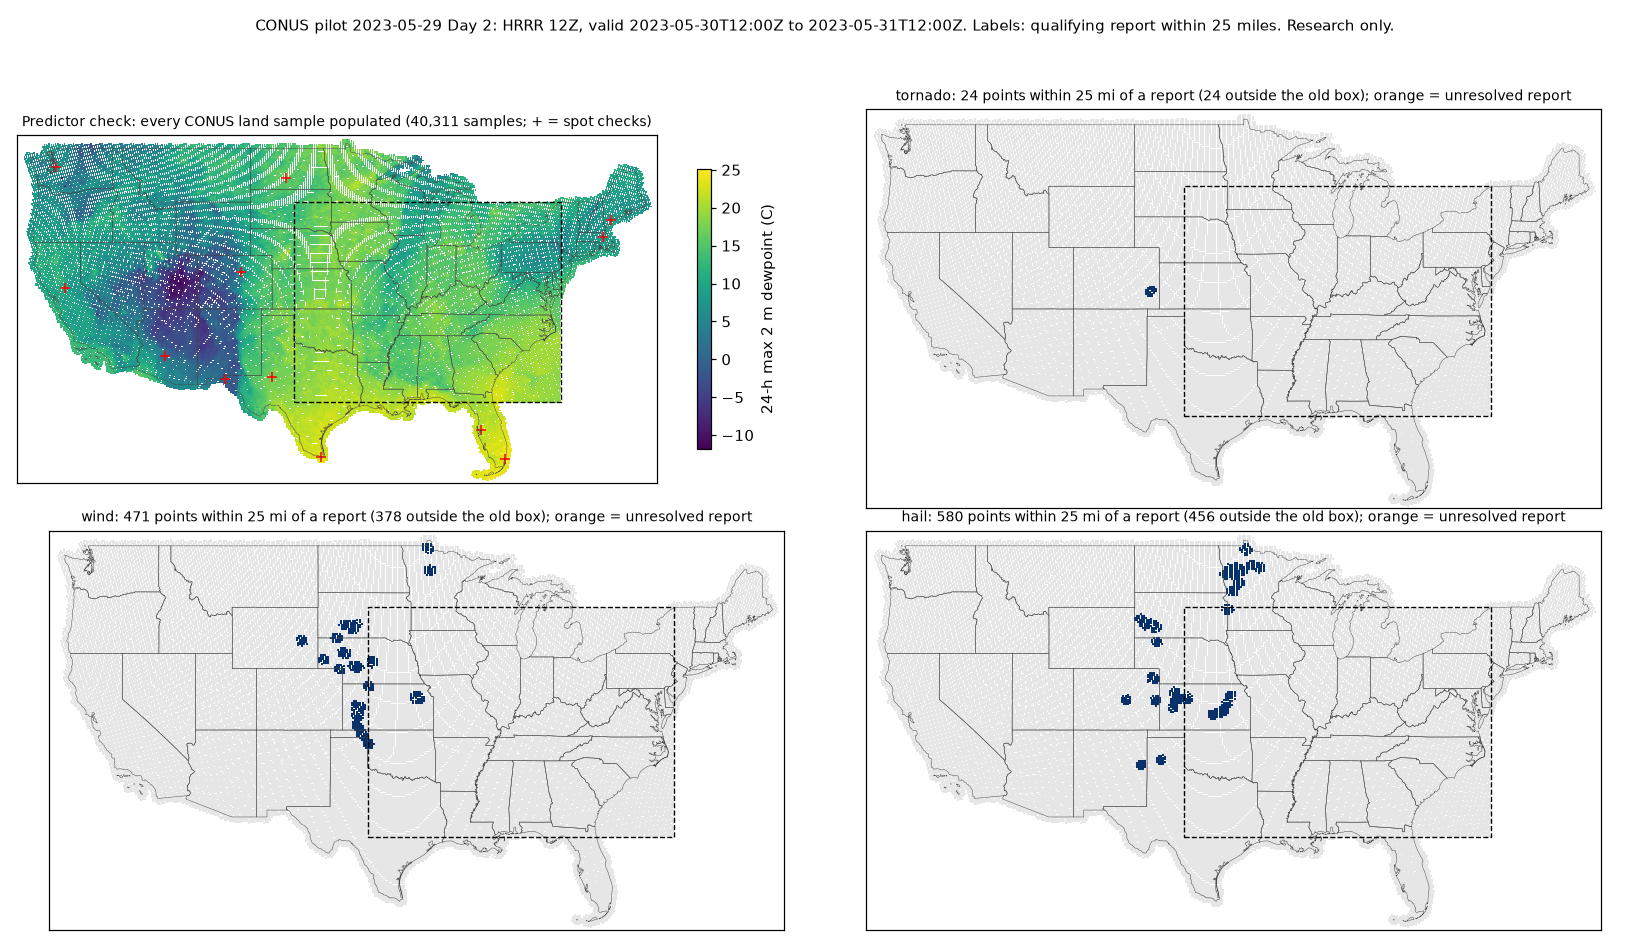 CONUS pilot 2023-05-29 Day 2: HRRR 12Z, valid 2023-05-30T12:00Z to 2023-05-31T12:00Z. Labels: qualifying report within 25 miles. Research only.
Predictor check: every CONUS land sample populated (40,311 samples; + = spot checks)
25
20
15
10
5
0
−5
−10
24-h max 2 m dewpoint (C)
tornado: 24 points within 25 mi of a report (24 outside the old box); orange = unresolved report
wind: 471 points within 25 mi of a report (378 outside the old box); orange = unresolved report
hail: 580 points within 25 mi of a report (456 outside the old box); orange = unresolved report